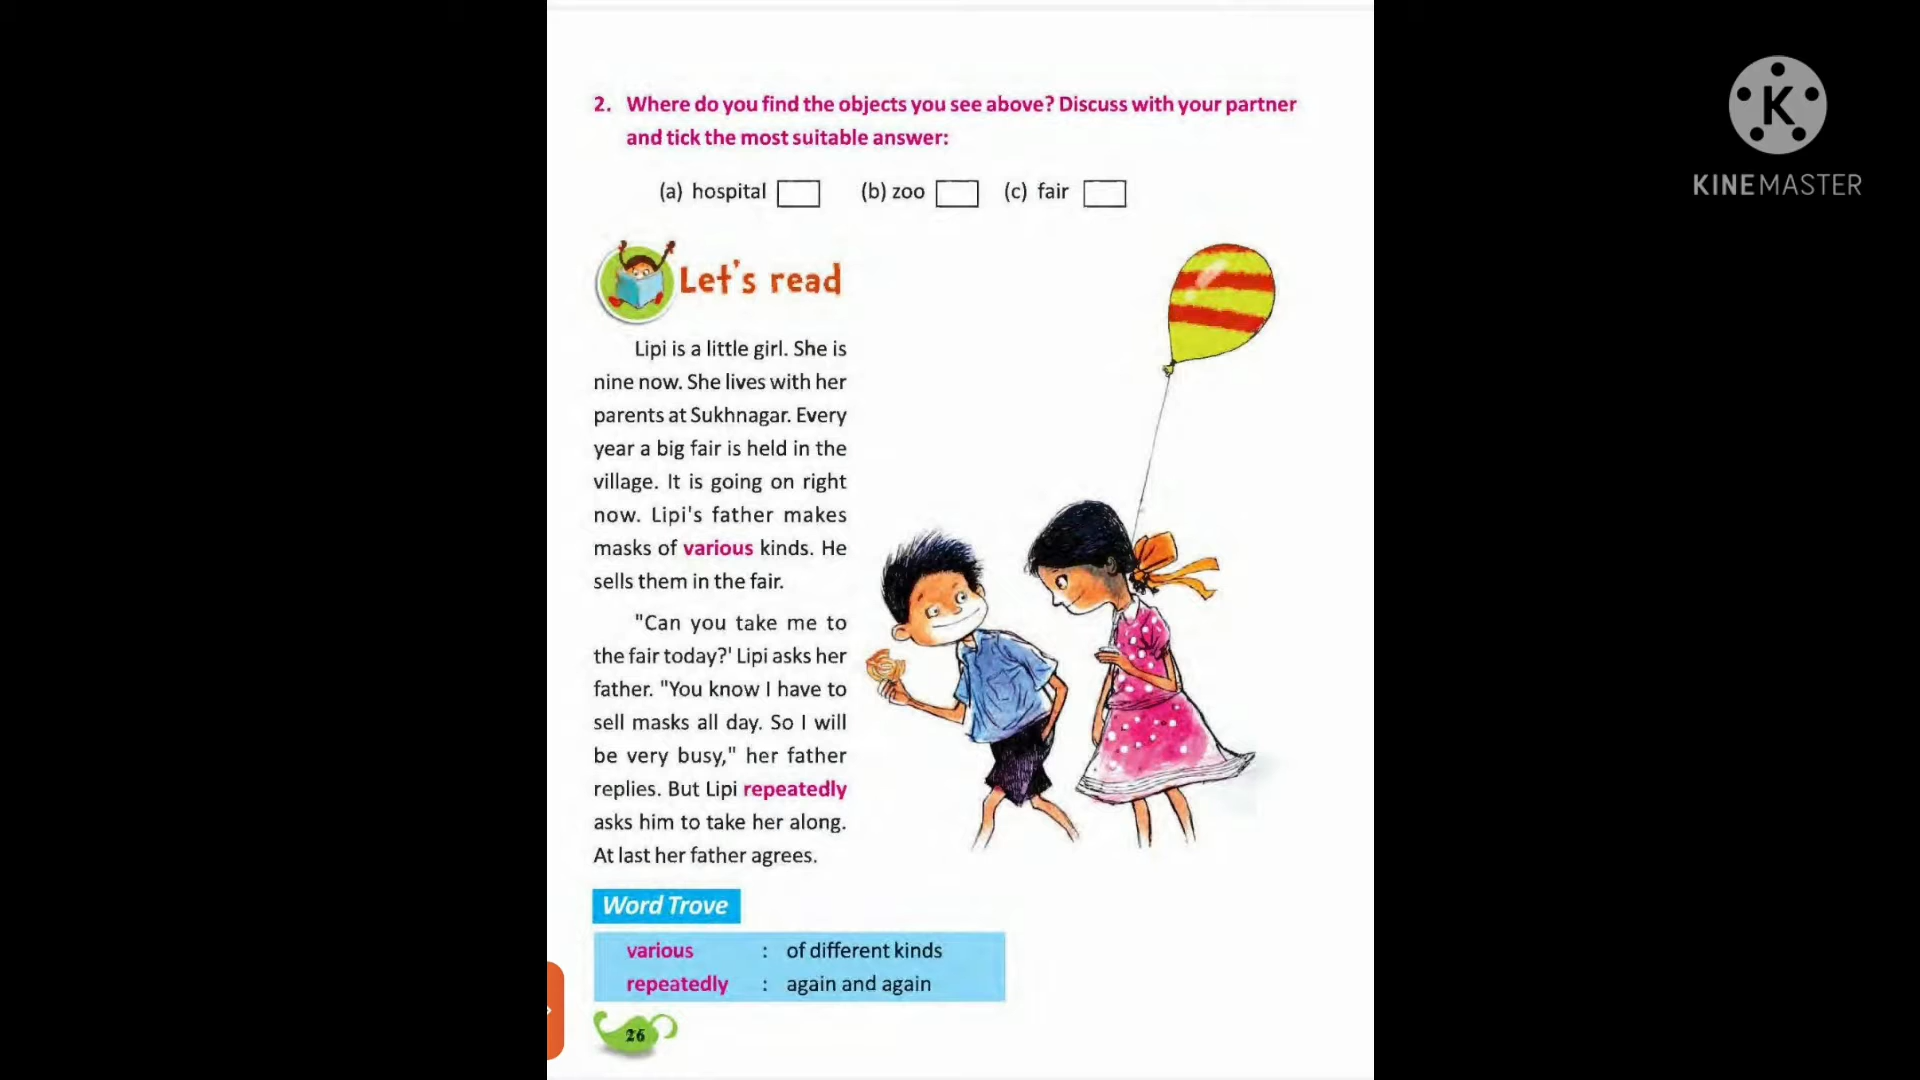 2. Where do you find the objects you see above? Discuss with your partner
and tick the most suitable answer:
(a) hospital (b) zoo (c) fair
Let's read
Lipi is a little girl. She is
nine now. She lives with her
parents at Sukhnagar. Every
year a big fair is held in the
village. It is going on right
now. Lipi's father makes
masks of various kinds. He
sells them in the fair.
"Can you take me to
the fair today?' Lipi asks her
father. "You know I have to
sell masks all day. So I will
be very busy," her father
replies. But Lipi repeatedly
asks him to take her along.
At last her father agrees.
Word Trove
various : of different kinds
repeatedly : again and again
26
K
KINEMASTER